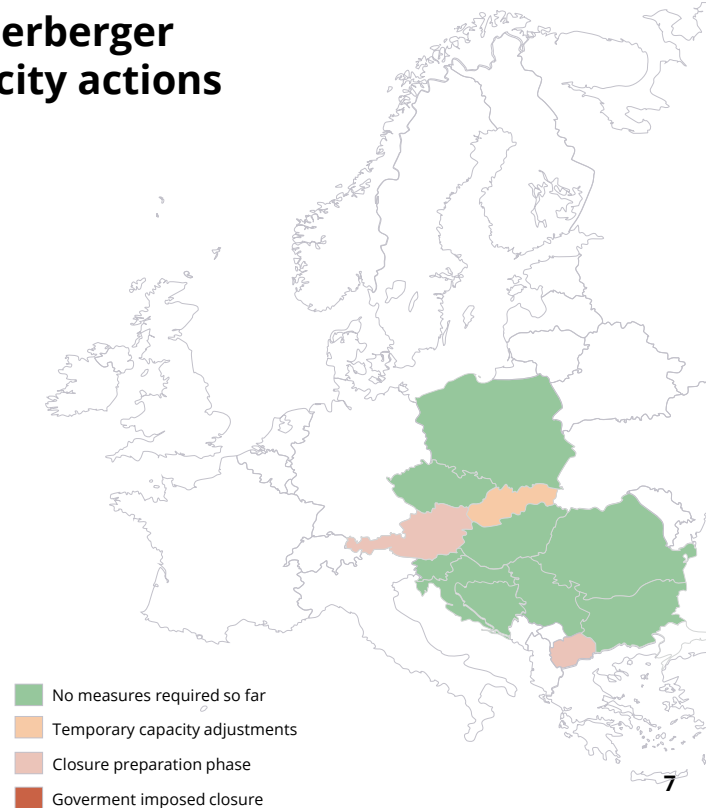 erberger
city actions
No measures required so far
Temporary capacity adjustments
Closure preparation phase
Goverment imposed closure
7